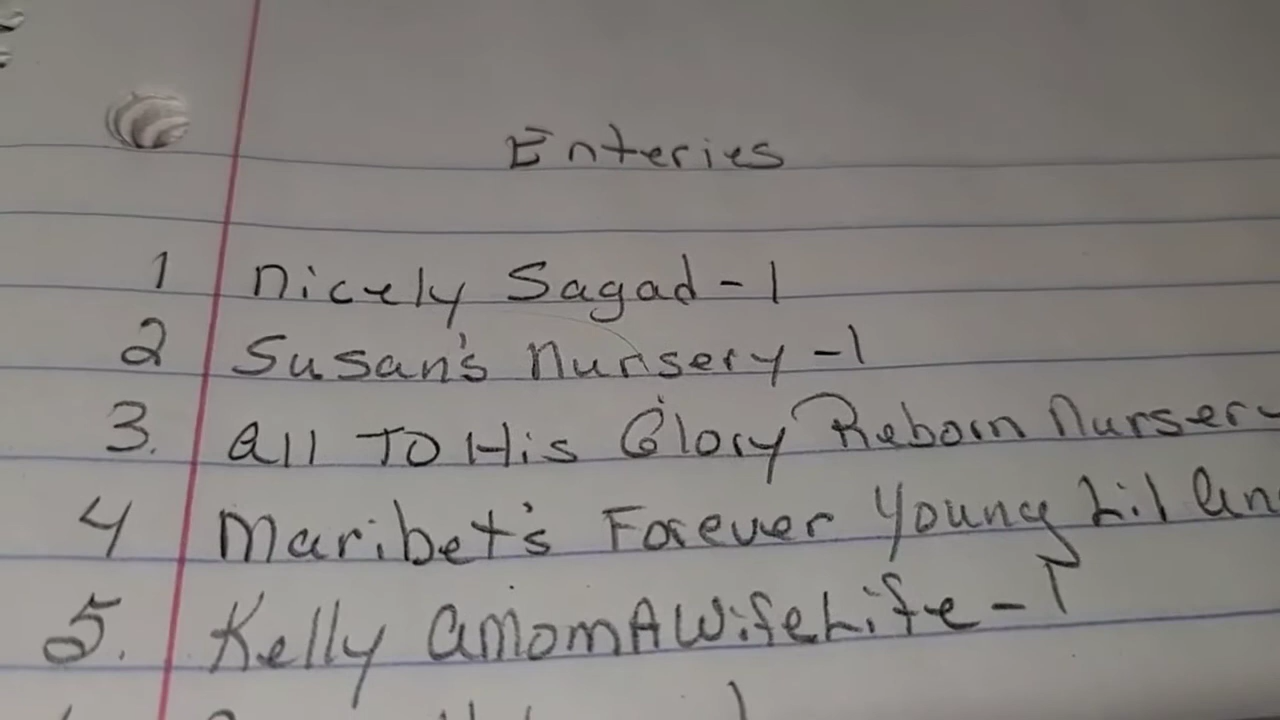 Enteries
1 Nicely Sagad - 1
2 Susan's Nursery - 1
3. All To His Glory Reborn Nursery
4 Maribet's Forever Young Lil
5. Kelly AMomAWifeLife - 1